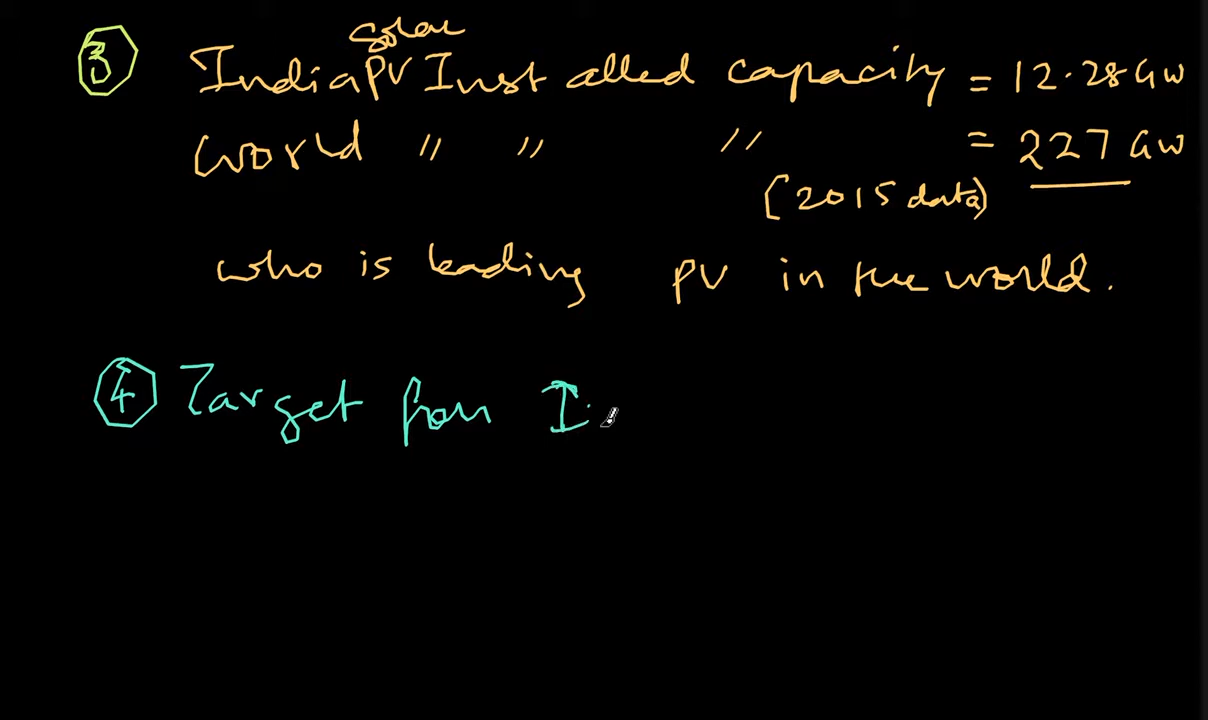 ③ India solar PV Installed capacity = 12.28 GW
World " " " = 227 GW
(2015 data)
who is leading PV in the world.
④ Target for I